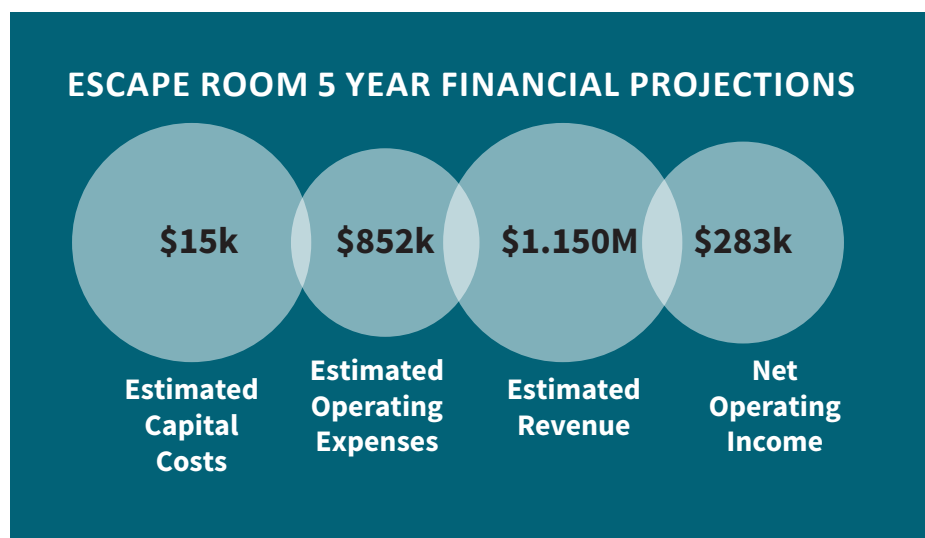 ESCAPE ROOM 5 YEAR FINANCIAL PROJECTIONS
$15k
$852k
$1.150M
$283k
Estimated
Capital
Costs
Estimated
Operating
Expenses
Estimated
Revenue
Net
Operating
Income